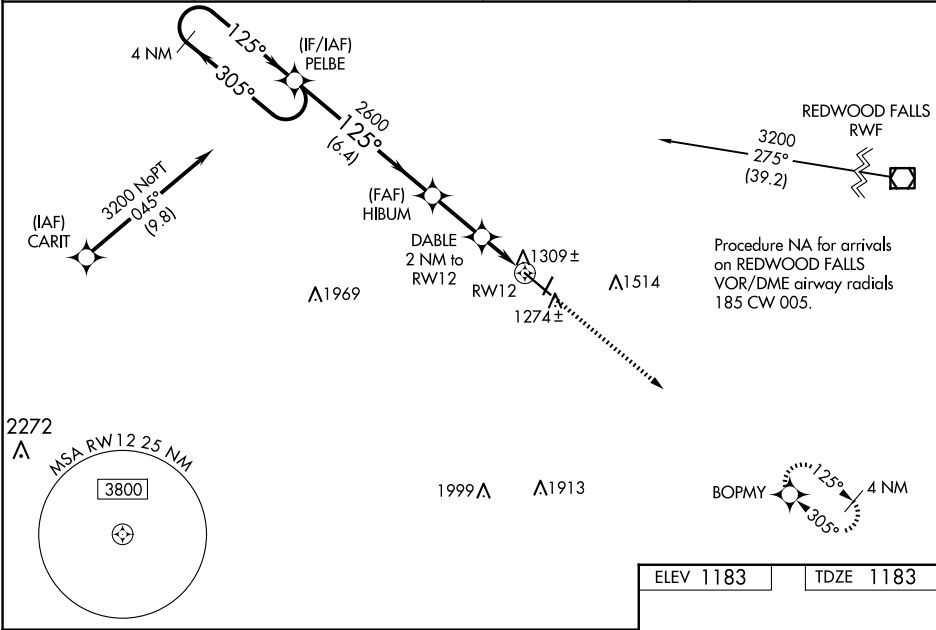 125°
4 NM
305°
(IF/IAF)
PELBE
2600
125°
(6.4)
REDWOOD FALLS
RWF
3200
275°
(39.2)
3200 NoPT
045°
(9.8)
(IAF)
CARIT
(FAF)
HIBUM
DABLE
2 NM to
RW12
RW12
1309±
1274±
1514
1969
Procedure NA for arrivals
on REDWOOD FALLS
VOR/DME airway radials
185 CW 005.
2272
MSA RW12 25 NM
3800
1999
1913
BOPMY
125°
4 NM
305°
ELEV 1183
TDZE 1183